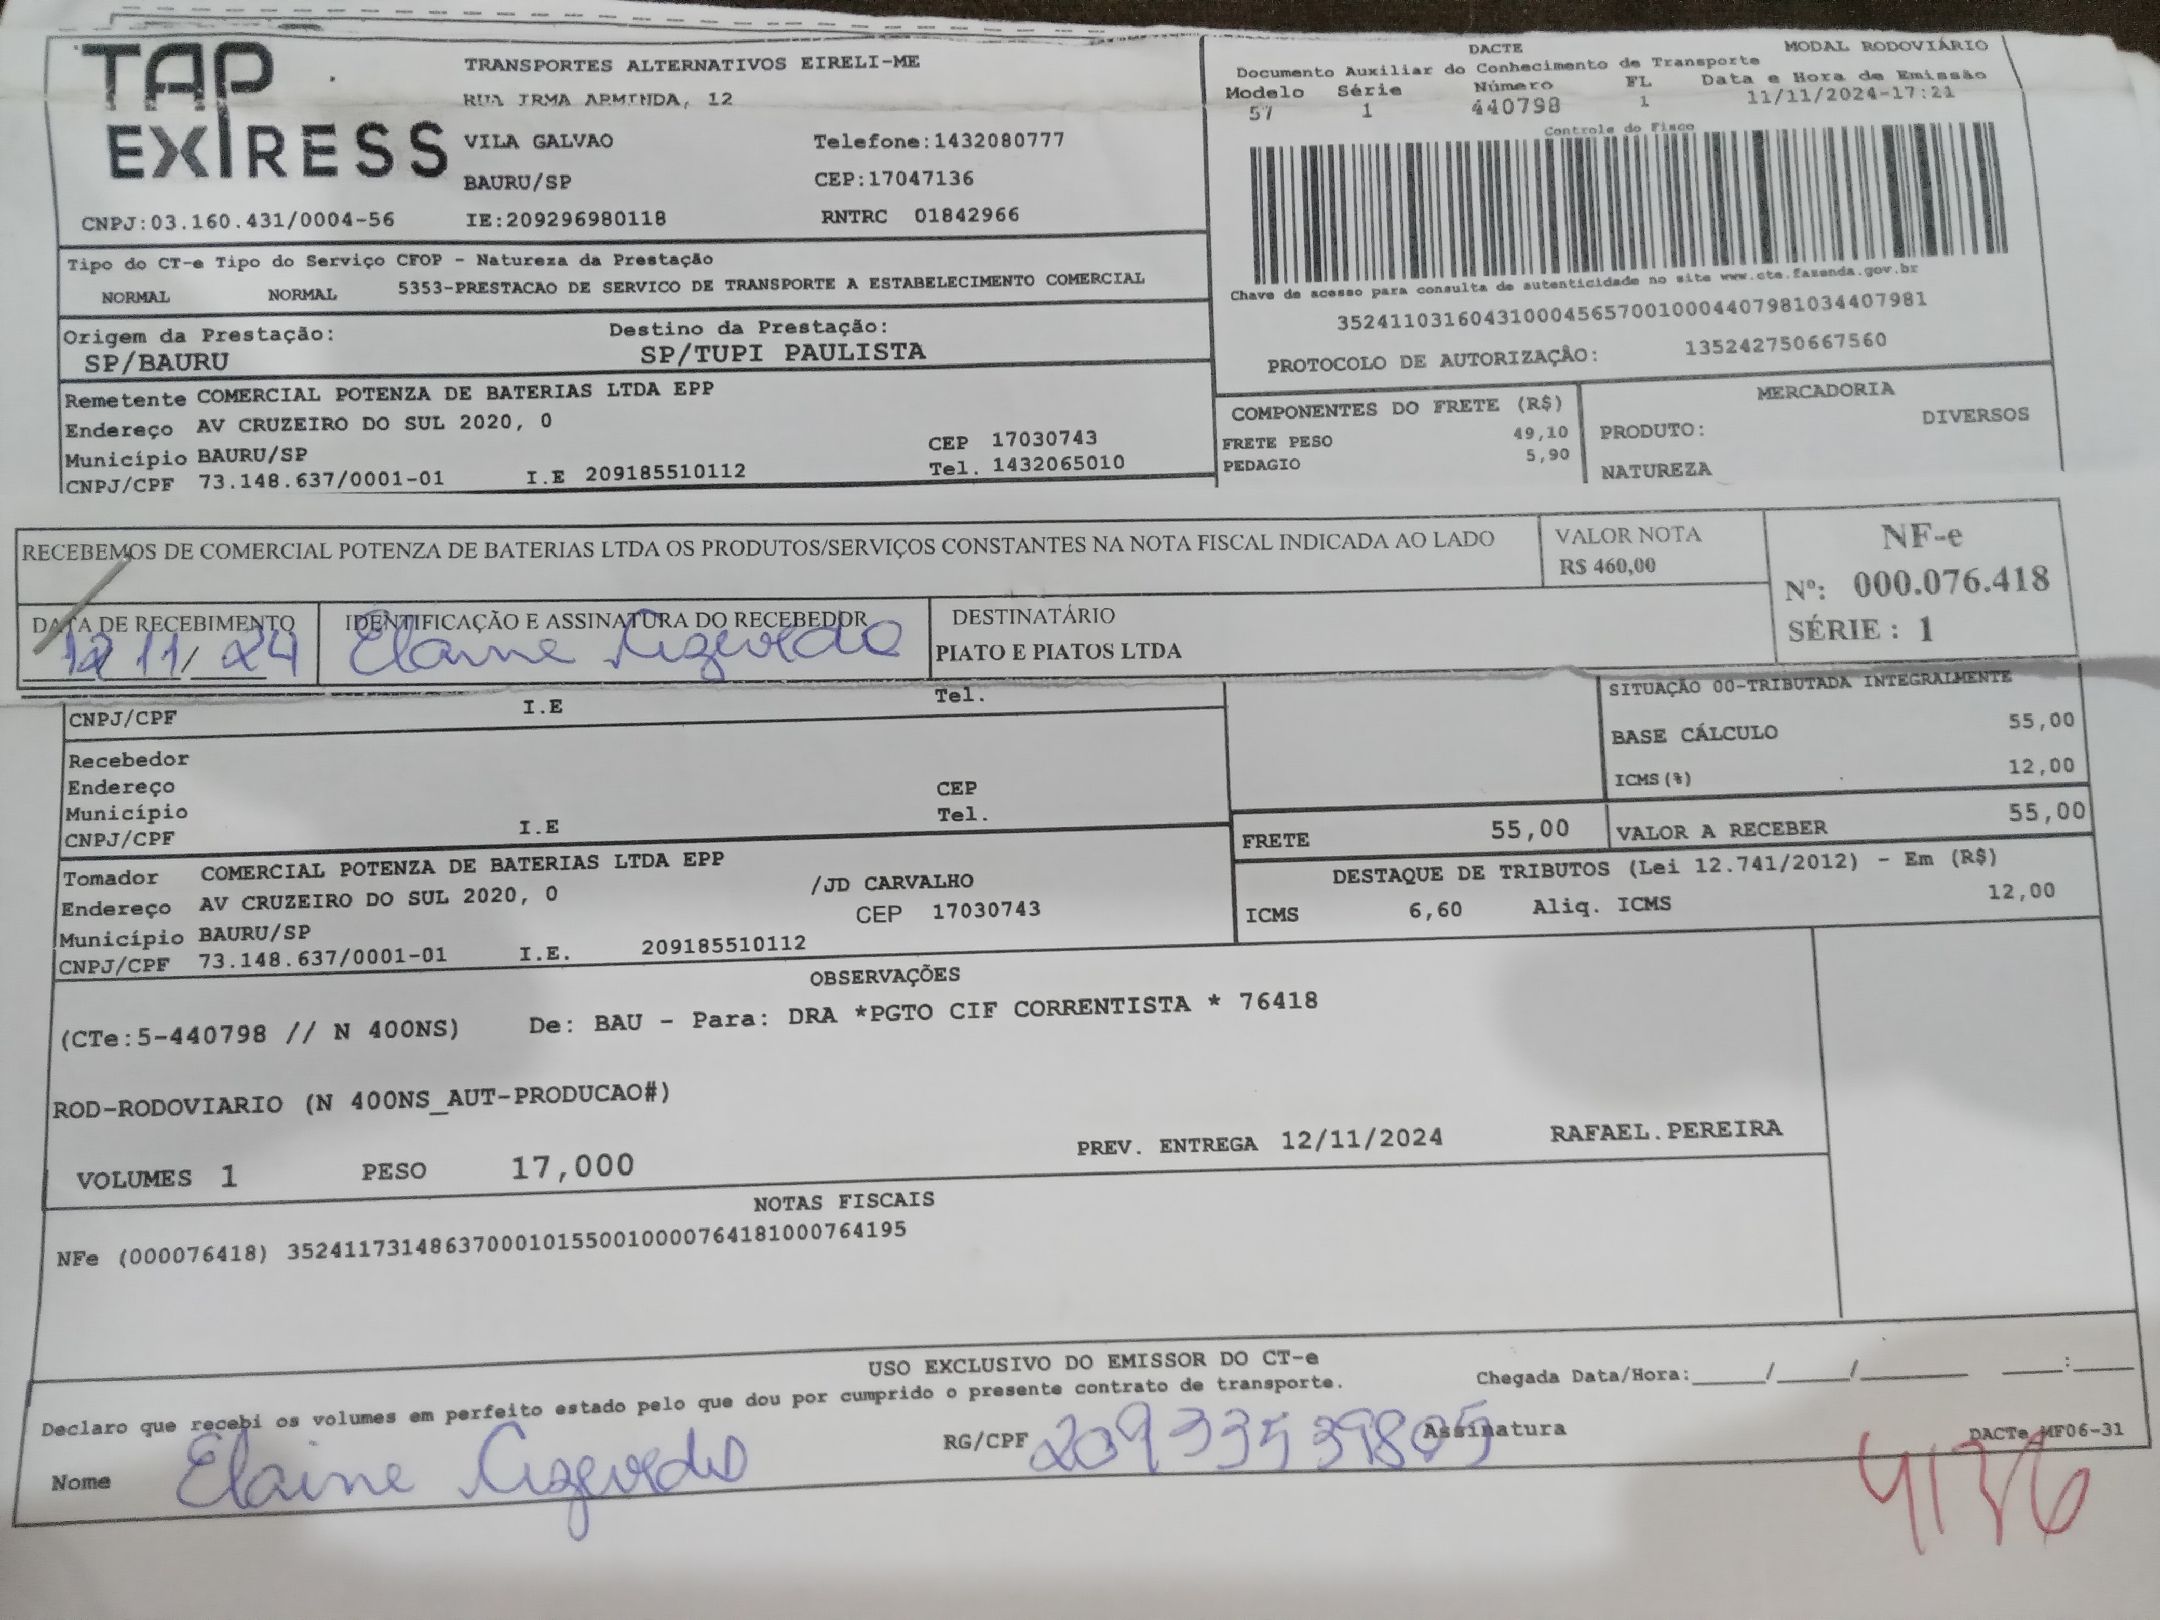 TAP
EXPRESS
TRANSPORTES ALTERNATIVOS EIRELI-ME
RUA IRMA ARMINDA, 12
VILA GALVAO Telefone:1432080777
BAURU/SP CEP:17047136
CNPJ:03.160.431/0004-56 IE:209296980118 RNTRC 01842966
DACTE MODAL RODOVIÁRIO
Documento Auxiliar do Conhecimento de Transporte
Modelo Série Número FL Data e Hora de Emissão
57 1 440798 1 11/11/2024-17:21
Controle do Fisco
Chave de acesso para consulta de autenticidade no site www.cte.fazenda.gov.br
35241103160431000456570010004407981034407981
PROTOCOLO DE AUTORIZAÇÃO: 135242750667560
Tipo do CT-e Tipo do Serviço CFOP - Natureza da Prestação
NORMAL NORMAL 5353-PRESTACAO DE SERVICO DE TRANSPORTE A ESTABELECIMENTO COMERCIAL
Origem da Prestação: Destino da Prestação:
SP/BAURU SP/TUPI PAULISTA
Remetente COMERCIAL POTENZA DE BATERIAS LTDA EPP
Endereço AV CRUZEIRO DO SUL 2020, 0
Município BAURU/SP CEP 17030743
CNPJ/CPF 73.148.637/0001-01 I.E 209185510112 Tel. 1432065010
COMPONENTES DO FRETE (R$)
FRETE PESO 49,10
PEDAGIO 5,90
MERCADORIA
PRODUTO: DIVERSOS
NATUREZA
RECEBEMOS DE COMERCIAL POTENZA DE BATERIAS LTDA OS PRODUTOS/SERVIÇOS CONSTANTES NA NOTA FISCAL INDICADA AO LADO
VALOR NOTA
R$ 460,00
NF-e
Nº: 000.076.418
SÉRIE : 1
DATA DE RECEBIMENTO
12/11/24
IDENTIFICAÇÃO E ASSINATURA DO RECEBEDOR
Elaine Azevedo
DESTINATÁRIO
PIATO E PIATOS LTDA
CNPJ/CPF I.E Tel.
Recebedor
Endereço CEP
Município Tel.
CNPJ/CPF I.E
SITUAÇÃO 00-TRIBUTADA INTEGRALMENTE
BASE CÁLCULO 55,00
ICMS(%) 12,00
FRETE 55,00 VALOR A RECEBER 55,00
DESTAQUE DE TRIBUTOS (Lei 12.741/2012) - Em (R$)
ICMS 6,60 Aliq. ICMS 12,00
Tomador COMERCIAL POTENZA DE BATERIAS LTDA EPP
Endereço AV CRUZEIRO DO SUL 2020, 0 /JD CARVALHO
Município BAURU/SP CEP 17030743
CNPJ/CPF 73.148.637/0001-01 I.E. 209185510112
OBSERVAÇÕES
(CTe:5-440798 // N 400NS) De: BAU - Para: DRA *PGTO CIF CORRENTISTA * 76418
ROD-RODOVIARIO (N 400NS_AUT-PRODUCAO#)
VOLUMES 1 PESO 17,000 PREV. ENTREGA 12/11/2024 RAFAEL.PEREIRA
NOTAS FISCAIS
NFe (000076418) 35241173148637000101550010000764181000764195
USO EXCLUSIVO DO EMISSOR DO CT-e
Declaro que recebi os volumes em perfeito estado pelo que dou por cumprido o presente contrato de transporte.
Chegada Data/Hora:_____/_____/_______ ____:____
Nome Elaine Azevedo RG/CPF 20933539805 Assinatura DACTe MF06-31